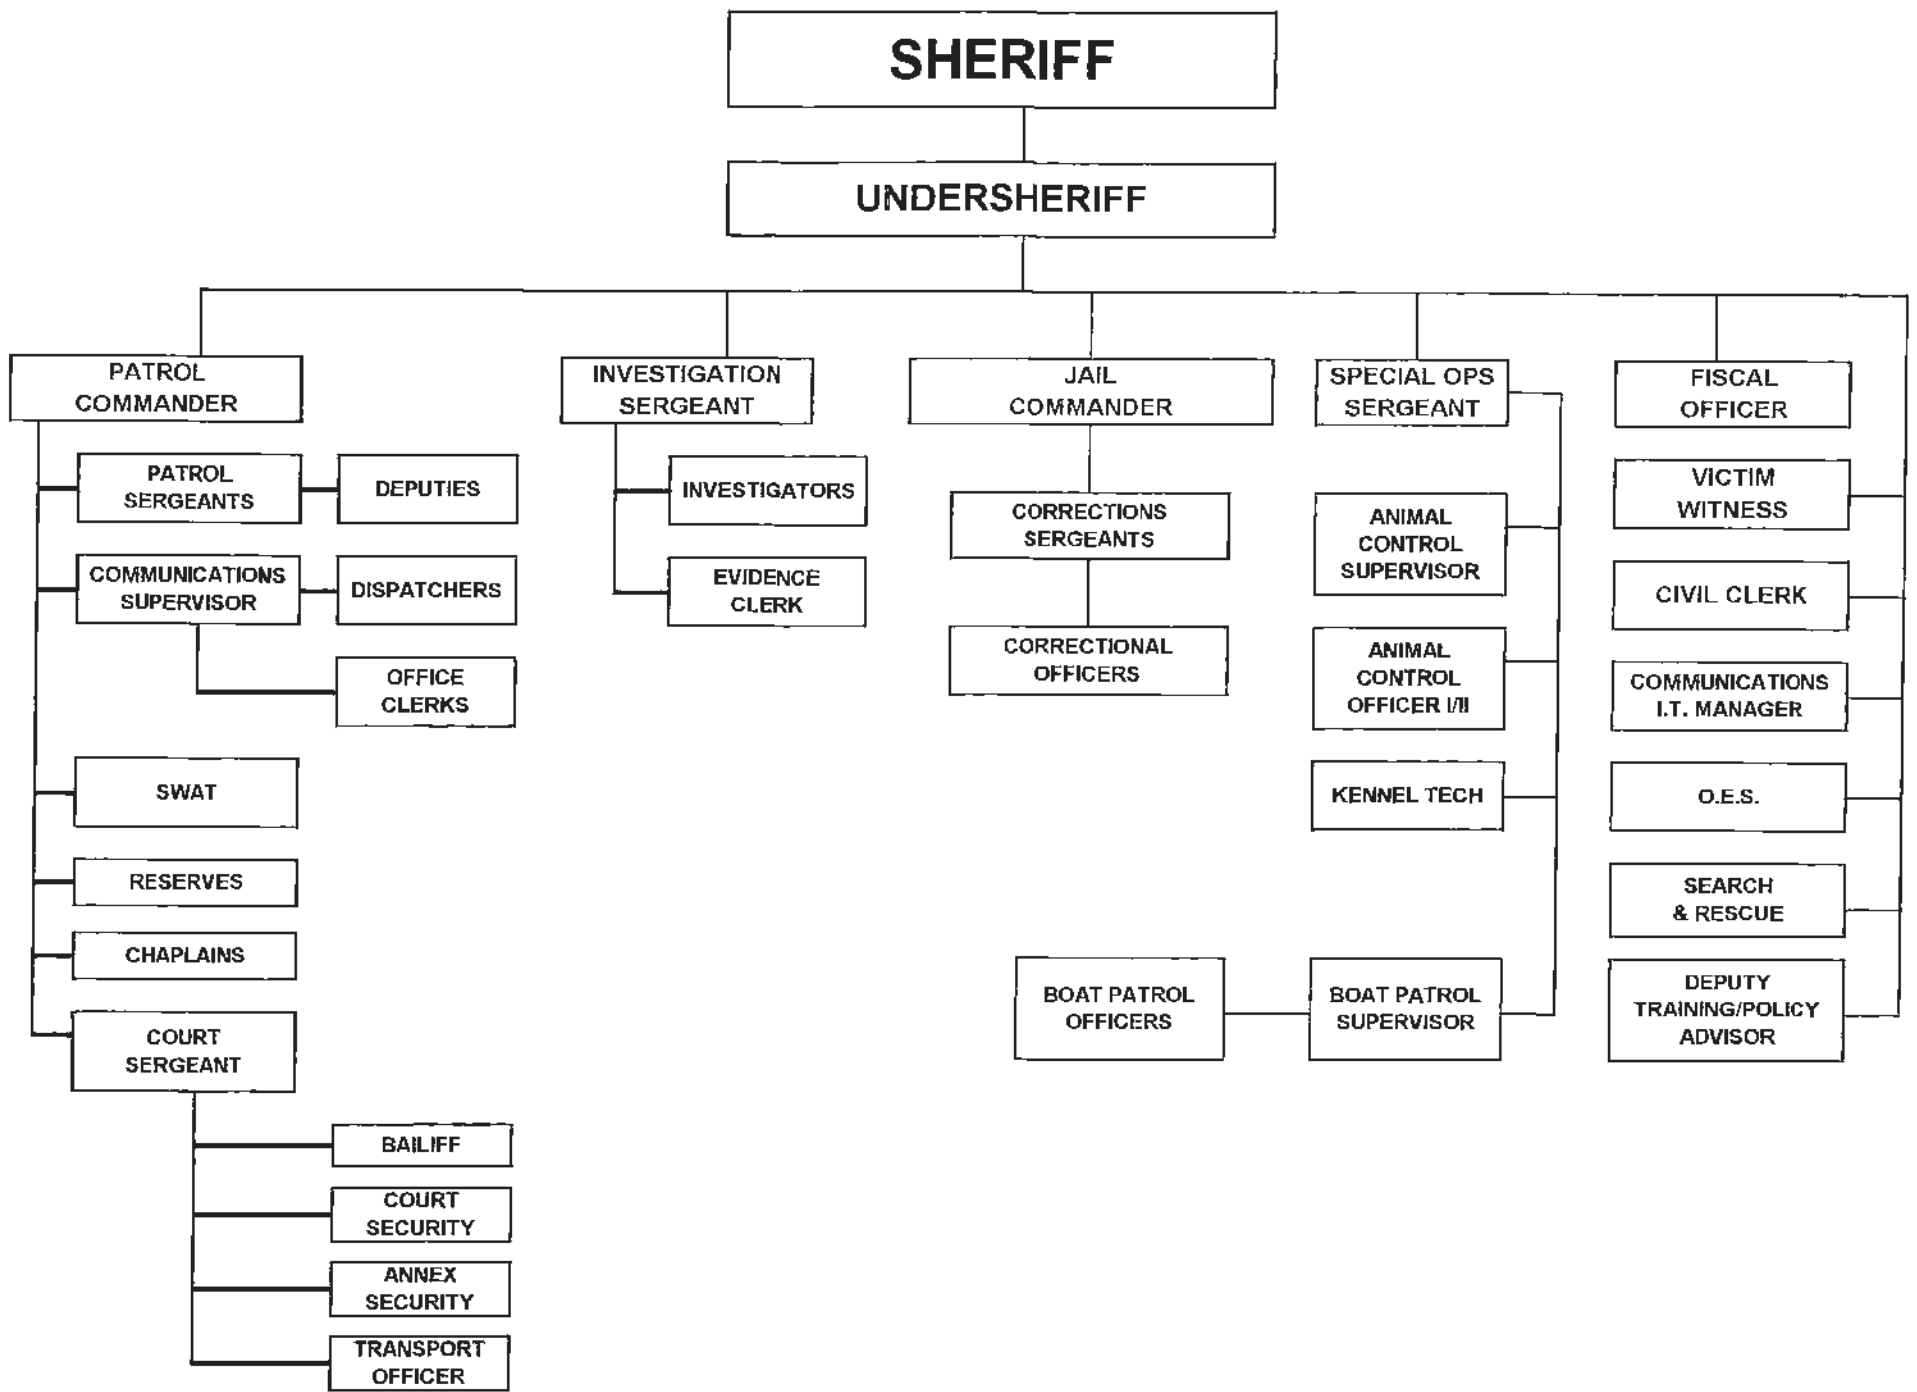 SHERIFF
UNDERSHERIFF
PATROL
COMMANDER
PATROL
SERGEANTS
DEPUTIES
COMMUNICATIONS
SUPERVISOR
DISPATCHERS
OFFICE
CLERKS
SWAT
RESERVES
CHAPLAINS
COURT
SERGEANT
BAILIFF
COURT
SECURITY
ANNEX
SECURITY
TRANSPORT
OFFICER
INVESTIGATION
SERGEANT
INVESTIGATORS
EVIDENCE
CLERK
JAIL
COMMANDER
CORRECTIONS
SERGEANTS
CORRECTIONAL
OFFICERS
SPECIAL OPS
SERGEANT
ANIMAL
CONTROL
SUPERVISOR
ANIMAL
CONTROL
OFFICER I/II
KENNEL TECH
BOAT PATROL
SUPERVISOR
BOAT PATROL
OFFICERS
FISCAL
OFFICER
VICTIM
WITNESS
CIVIL CLERK
COMMUNICATIONS
I.T. MANAGER
O.E.S.
SEARCH
& RESCUE
DEPUTY
TRAINING/POLICY
ADVISOR